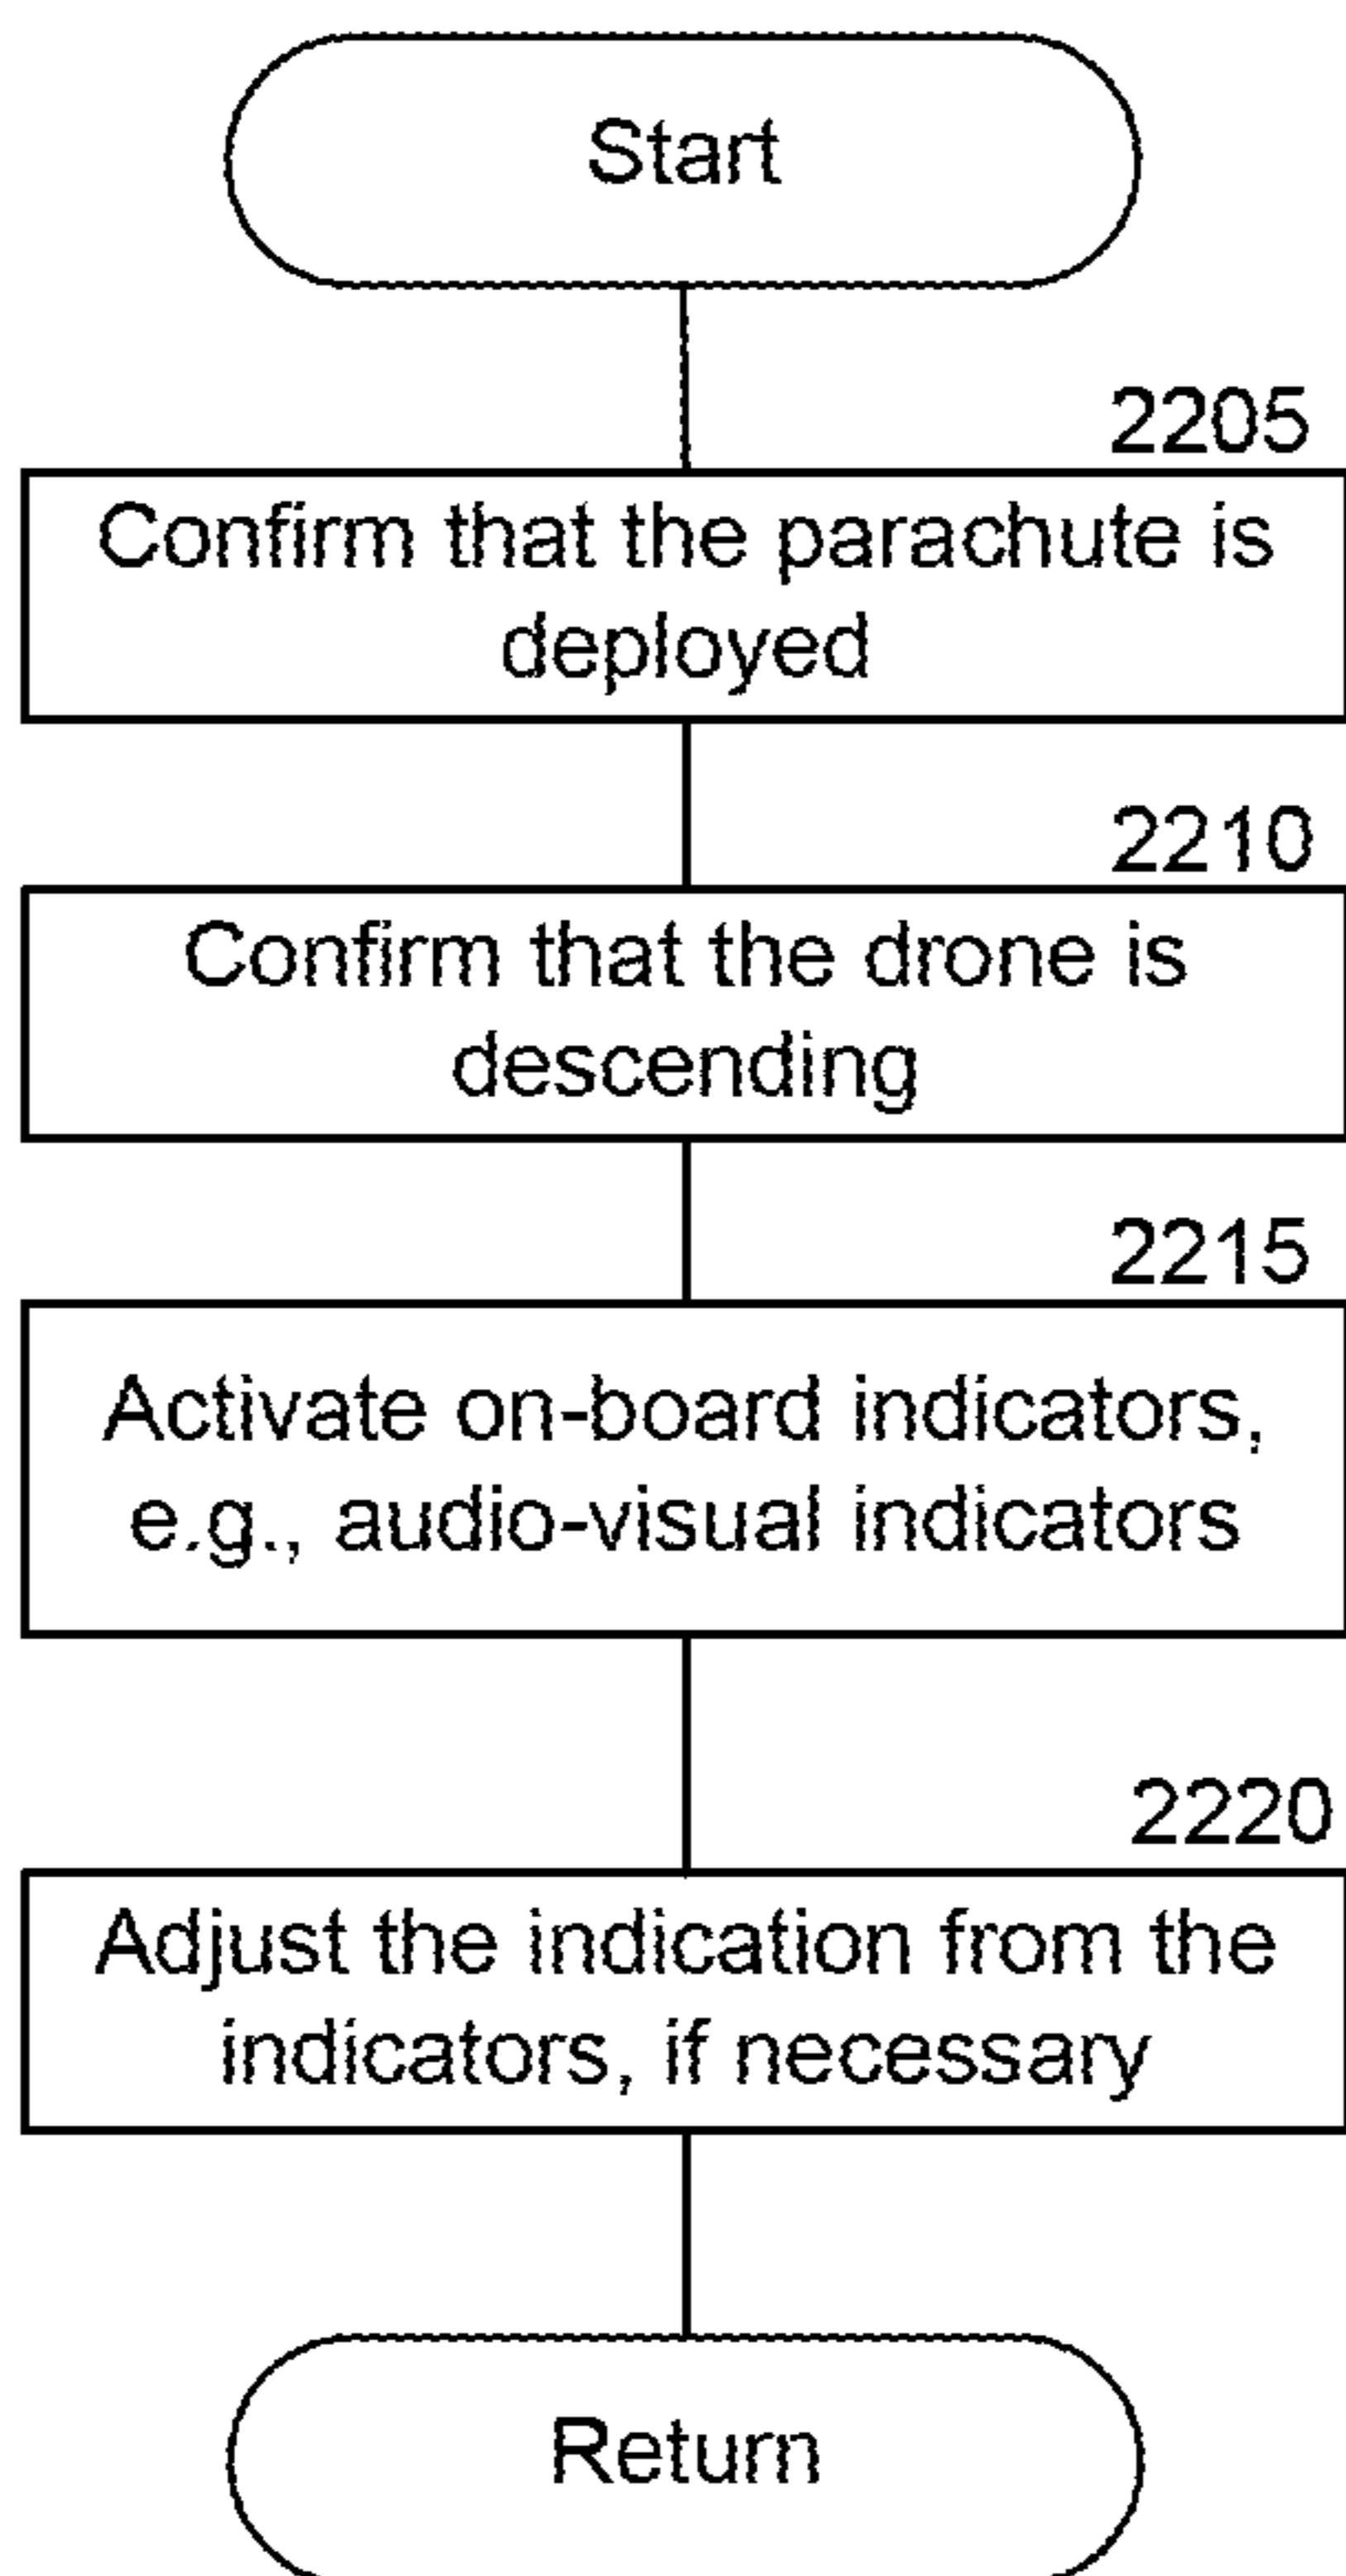 Start
2205
Confirm that the parachute is
deployed
2210
Confirm that the drone is
descending
2215
Activate on-board indicators,
e.g., audio-visual indicators
2220
Adjust the indication from the
indicators, if necessary
Return